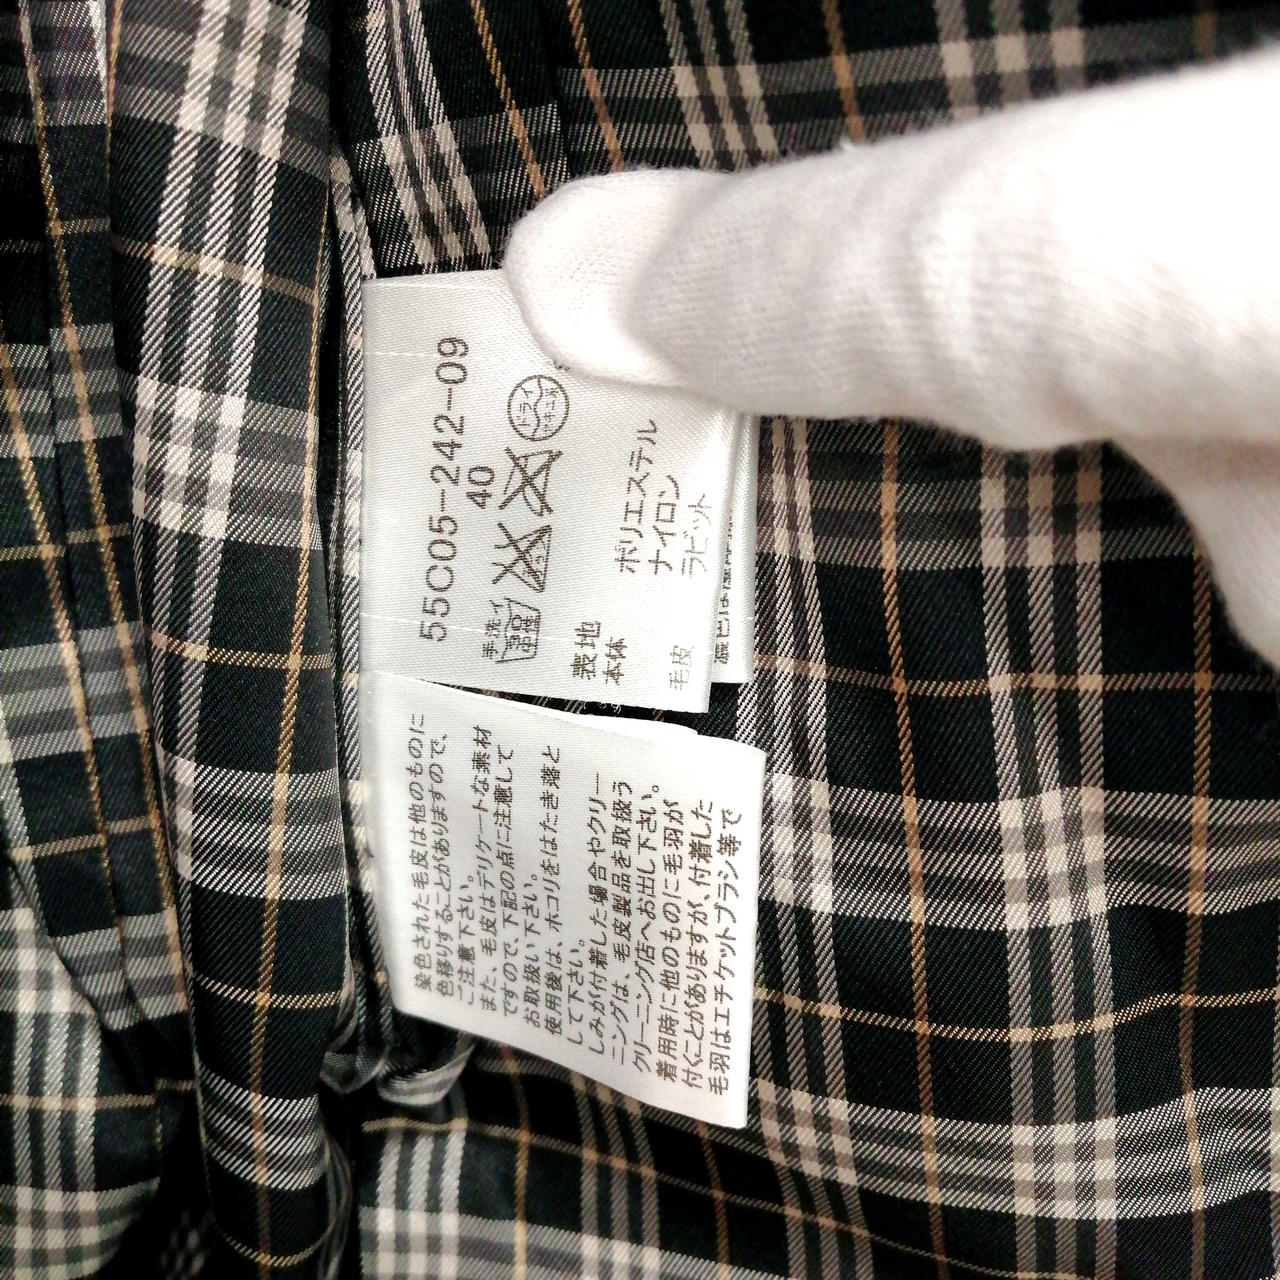 55C05-242-09
40
手洗イ
中性
ドライ
表地
本体 ポリエステル
ナイロン
毛皮 ラビット
染色された毛皮は他のものに
色移りすることがありますので、
ご注意下さい。
また、毛皮はデリケートな素材
ですので、下記の点に注意して
お取扱い下さい。
使用後は、ホコリをはたき落と
して下さい。
しみが付着した場合やクリー
ニングは、毛皮製品を取扱う
クリーニング店へお出し下さい。
着用時に他のものに毛羽が
付くことがありますが、付着した
毛羽はエチケットブラシ等で